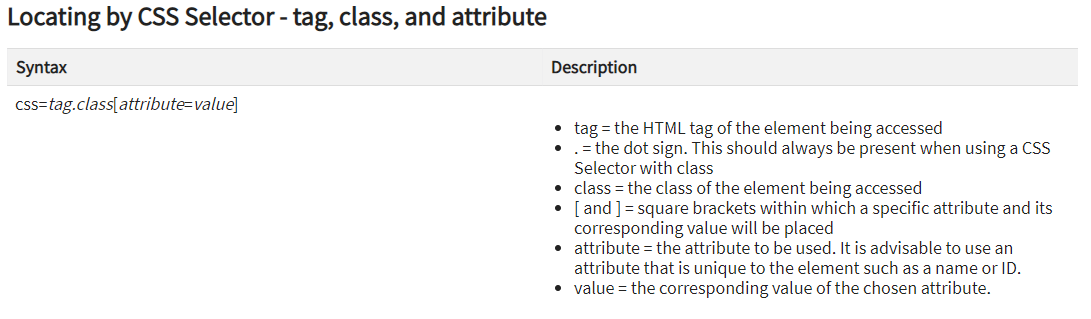 Locating by CSS Selector - tag, class, and attribute
Syntax
Description
css=tag.class[attribute=value]
• tag = the HTML tag of the element being accessed
• . = the dot sign. This should always be present when using a CSS
Selector with class
• class = the class of the element being accessed
• [ and ] = square brackets within which a specific attribute and its
corresponding value will be placed
• attribute = the attribute to be used. It is advisable to use an
attribute that is unique to the element such as a name or ID.
• value = the corresponding value of the chosen attribute.